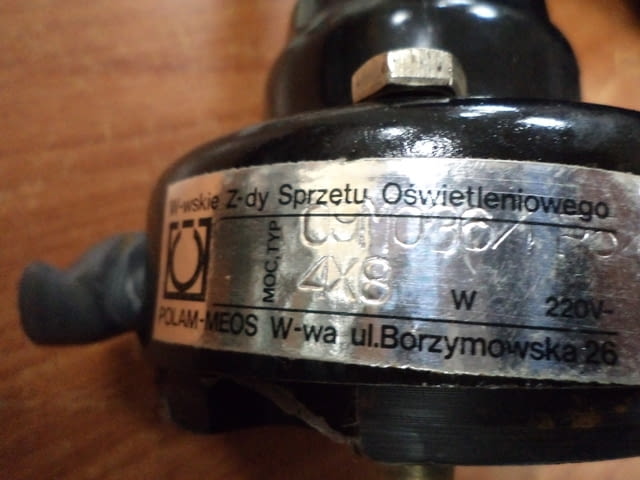 W-wskie Z-dy Sprzętu Oświetleniowego
MOC, TYP
4X8 W 220V~
POLAM-MEOS W-wa ul. Borzymowska 26